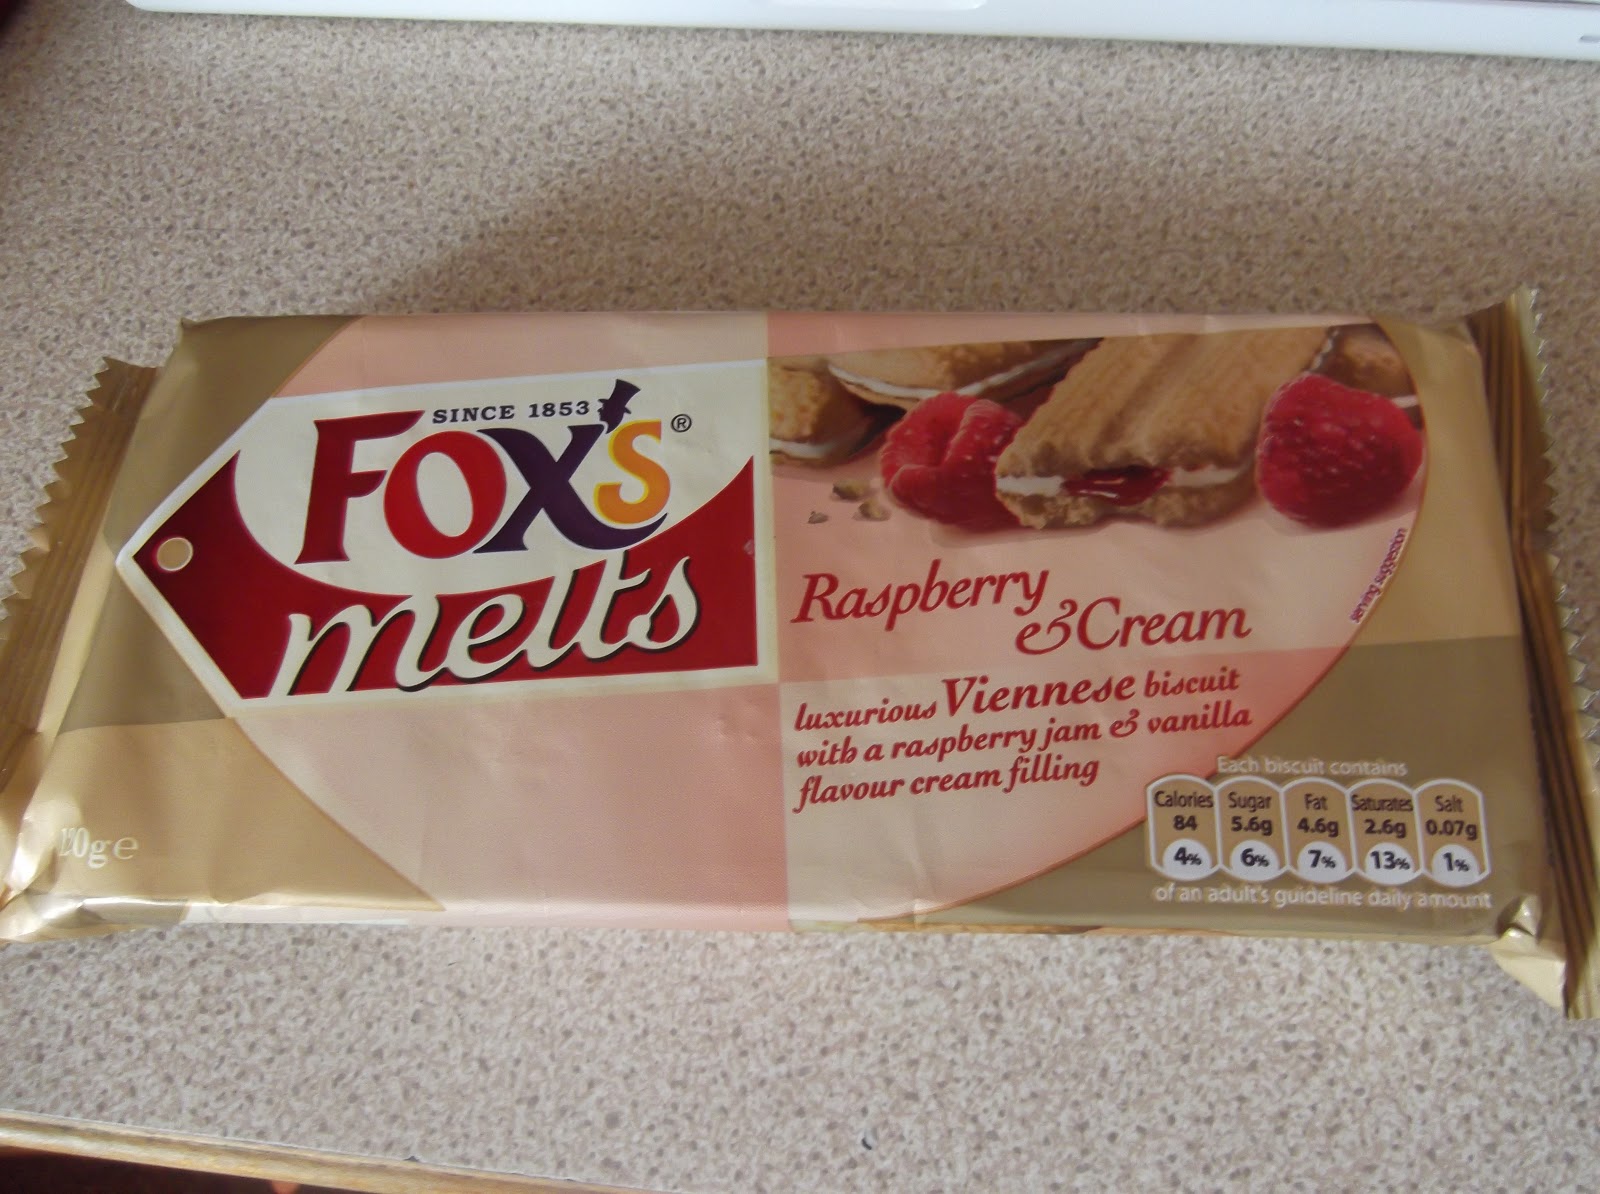 SINCE 1853
FOX'S®
melts
Raspberry
& Cream
luxurious Viennese biscuit
with a raspberry jam & vanilla
flavour cream filling
serving suggestion
Each biscuit contains
Calories Sugar Fat Saturates Salt
84 5.6g 4.6g 2.6g 0.07g
4% 6% 7% 13% 1%
of an adult's guideline daily amount